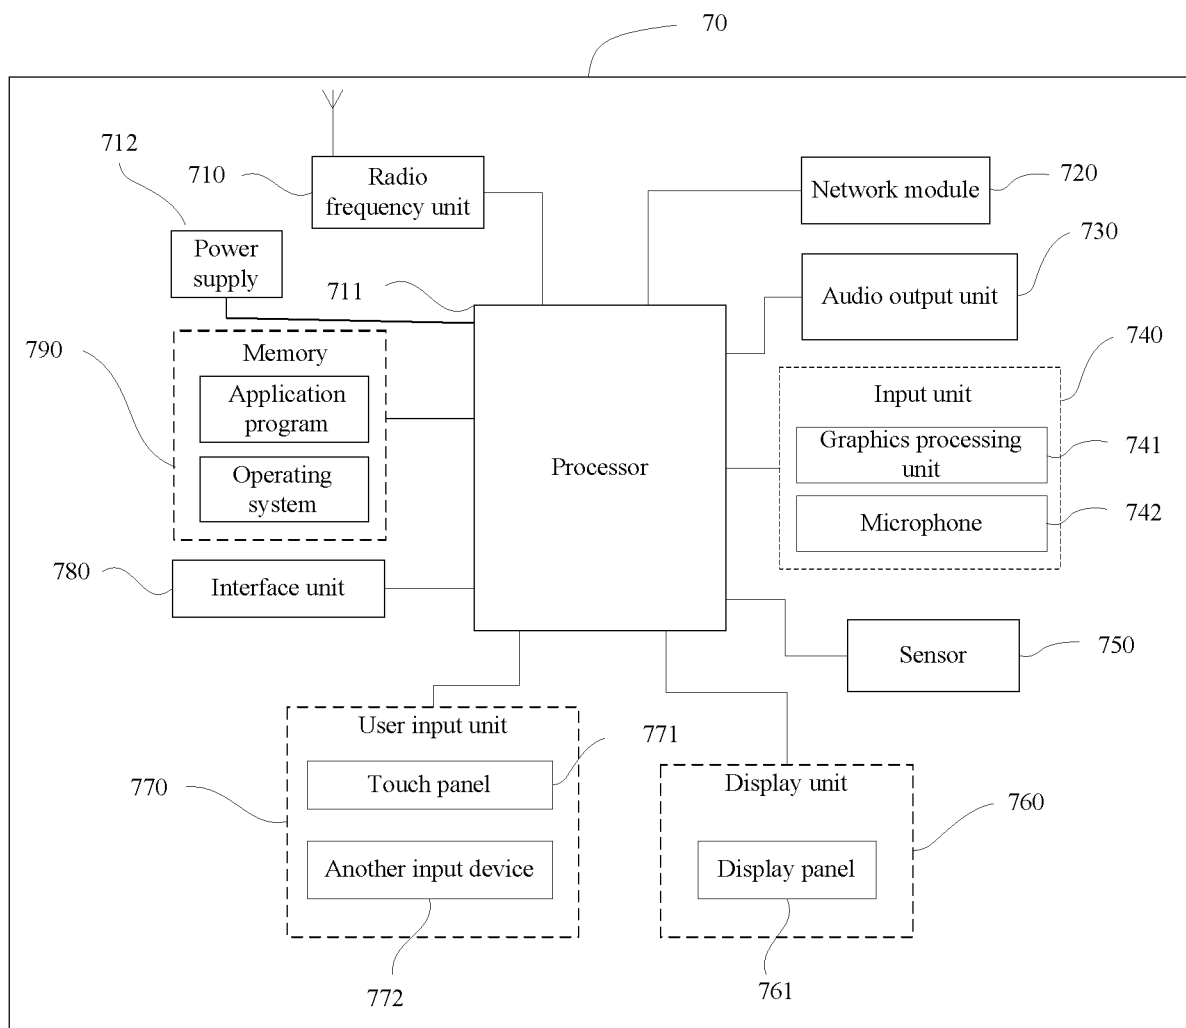 70
712
710
Radio
frequency unit
Network module
720
Power
supply
711
730
Audio output unit
790
Memory
Application
program
Operating
system
Processor
740
Input unit
Graphics processing
unit
741
Microphone
742
780
Interface unit
Sensor
750
User input unit
771
Touch panel
770
Another input device
772
Display unit
760
Display panel
761